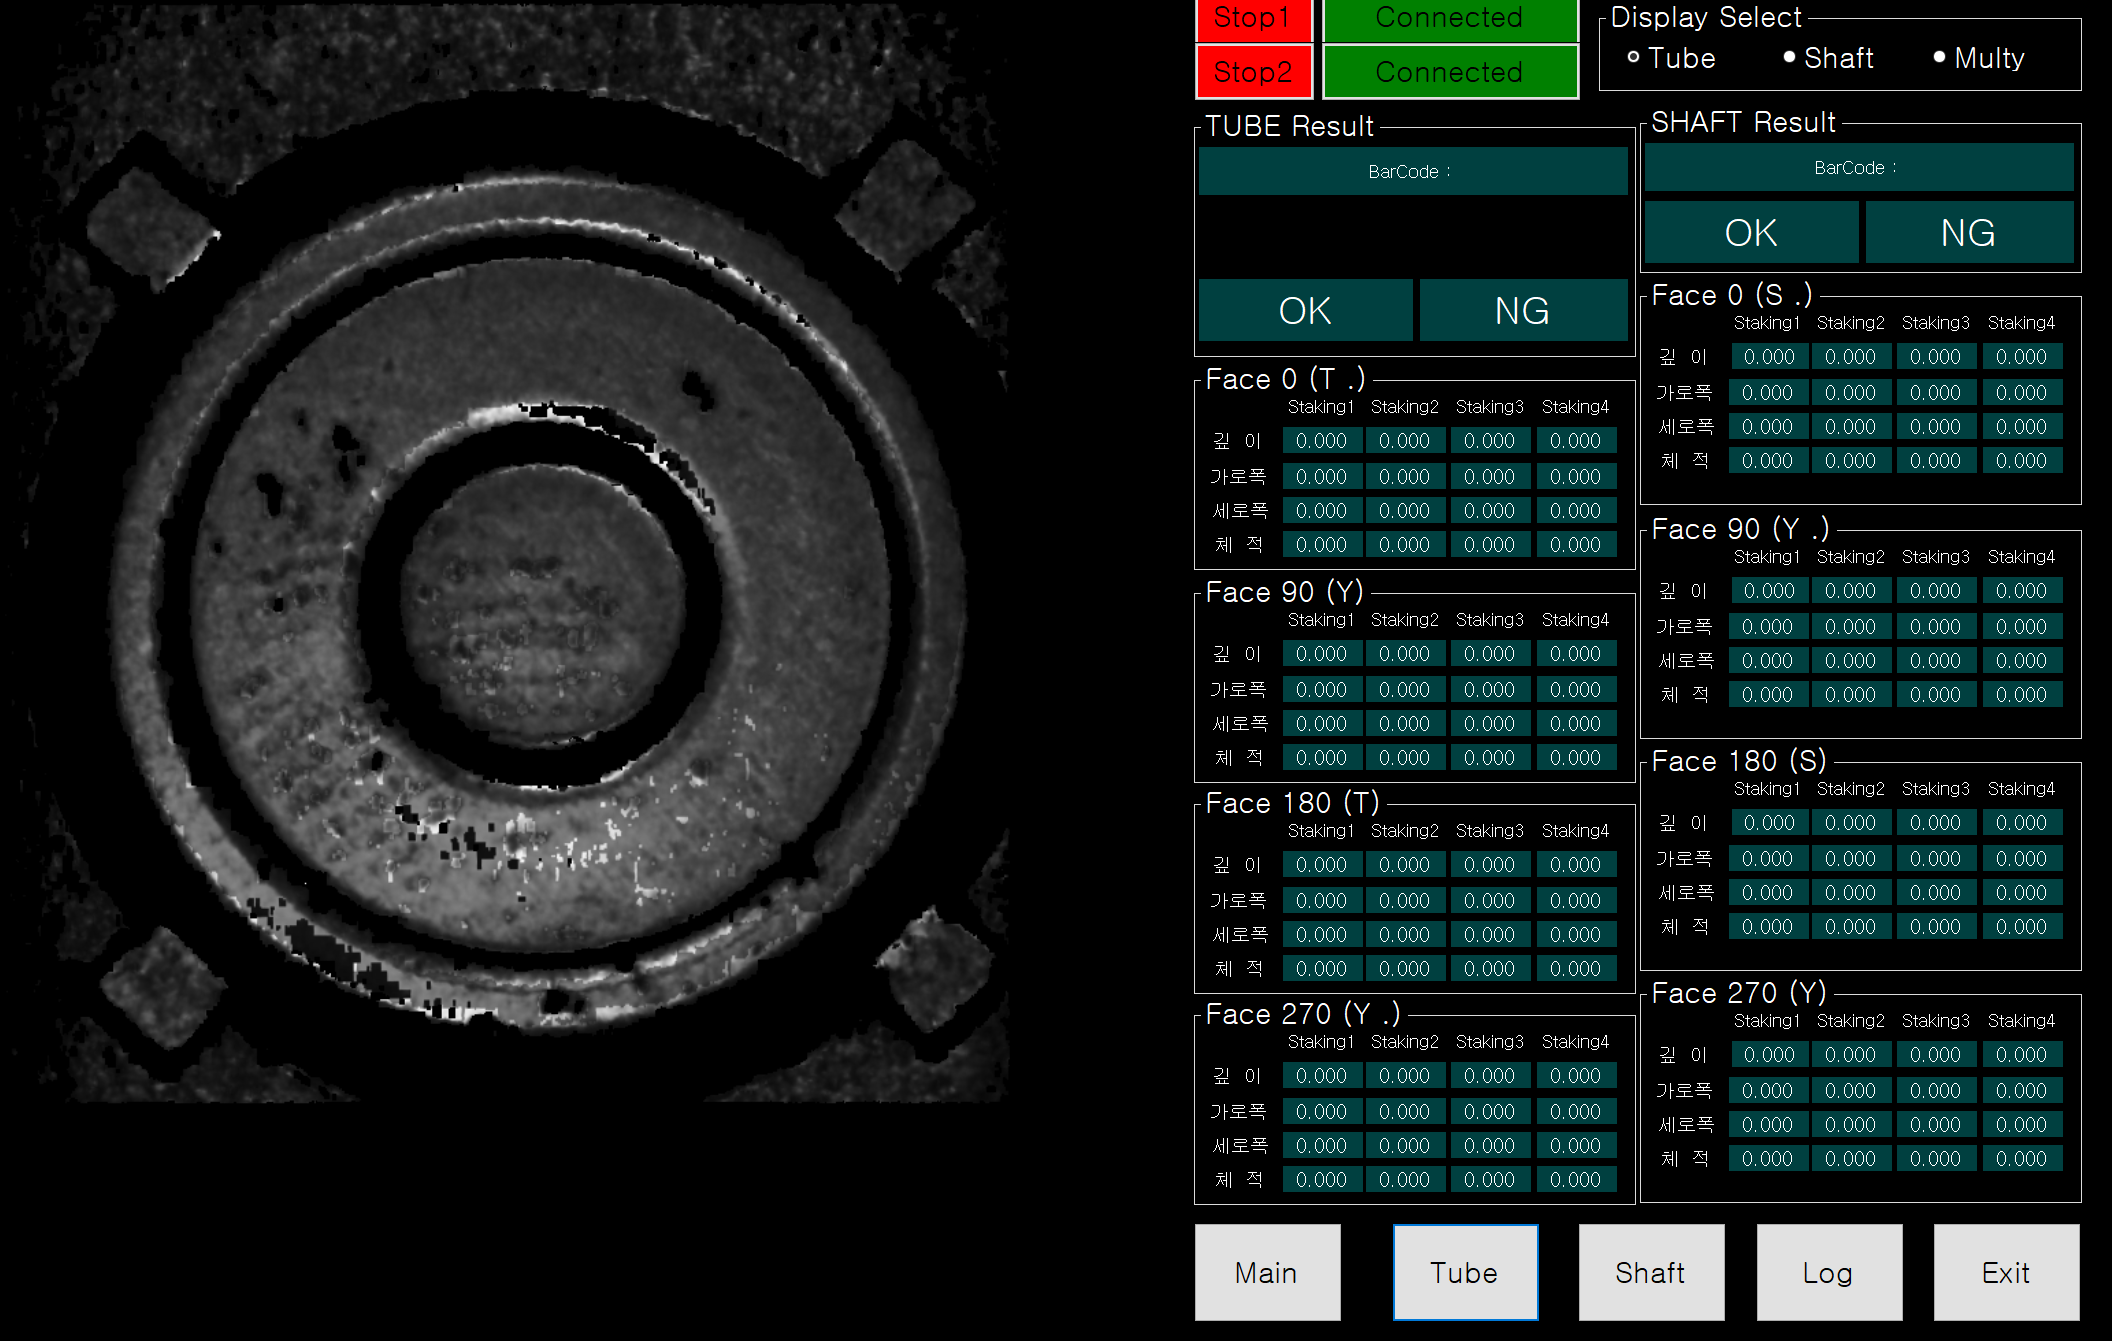 Stop1 Connected
Stop2 Connected
Display Select
Tube Shaft Multy
TUBE Result
BarCode :
OK NG
Face 0 (T .)
Staking1 Staking2 Staking3 Staking4
깊 이 0.000 0.000 0.000 0.000
가로폭 0.000 0.000 0.000 0.000
세로폭 0.000 0.000 0.000 0.000
체 적 0.000 0.000 0.000 0.000
Face 90 (Y)
Staking1 Staking2 Staking3 Staking4
깊 이 0.000 0.000 0.000 0.000
가로폭 0.000 0.000 0.000 0.000
세로폭 0.000 0.000 0.000 0.000
체 적 0.000 0.000 0.000 0.000
Face 180 (T)
Staking1 Staking2 Staking3 Staking4
깊 이 0.000 0.000 0.000 0.000
가로폭 0.000 0.000 0.000 0.000
세로폭 0.000 0.000 0.000 0.000
체 적 0.000 0.000 0.000 0.000
Face 270 (Y .)
Staking1 Staking2 Staking3 Staking4
깊 이 0.000 0.000 0.000 0.000
가로폭 0.000 0.000 0.000 0.000
세로폭 0.000 0.000 0.000 0.000
체 적 0.000 0.000 0.000 0.000
SHAFT Result
BarCode :
OK NG
Face 0 (S .)
Staking1 Staking2 Staking3 Staking4
깊 이 0.000 0.000 0.000 0.000
가로폭 0.000 0.000 0.000 0.000
세로폭 0.000 0.000 0.000 0.000
체 적 0.000 0.000 0.000 0.000
Face 90 (Y .)
Staking1 Staking2 Staking3 Staking4
깊 이 0.000 0.000 0.000 0.000
가로폭 0.000 0.000 0.000 0.000
세로폭 0.000 0.000 0.000 0.000
체 적 0.000 0.000 0.000 0.000
Face 180 (S)
Staking1 Staking2 Staking3 Staking4
깊 이 0.000 0.000 0.000 0.000
가로폭 0.000 0.000 0.000 0.000
세로폭 0.000 0.000 0.000 0.000
체 적 0.000 0.000 0.000 0.000
Face 270 (Y)
Staking1 Staking2 Staking3 Staking4
깊 이 0.000 0.000 0.000 0.000
가로폭 0.000 0.000 0.000 0.000
세로폭 0.000 0.000 0.000 0.000
체 적 0.000 0.000 0.000 0.000
Main Tube Shaft Log Exit